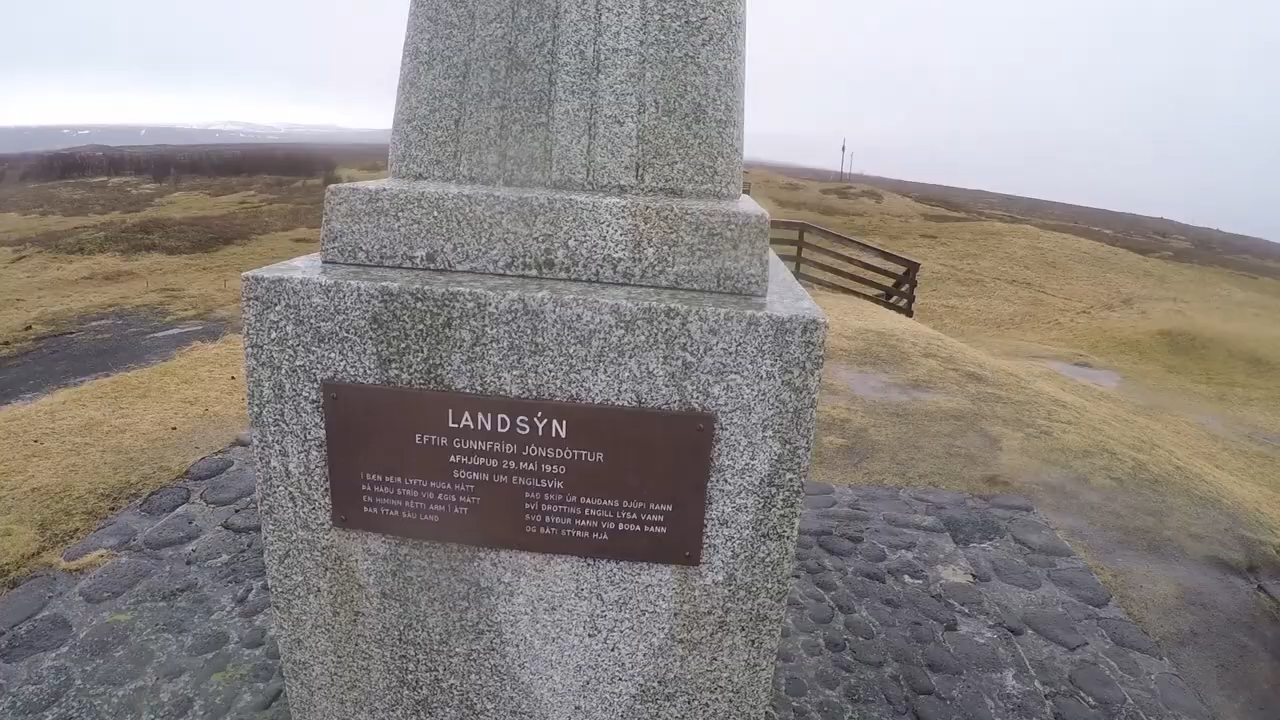 LANDSÝN
EFTIR GUNNFRÍÐI JÓNSDÓTTUR
AFHJÚPUÐ 29. MAÍ 1950
SÖGNIN UM ENGILSVÍK
Í BÆN ÞEIR LYFTU HUGA HÁTT
ÞÁ HÁÐU STRÍÐ VIÐ ÆGIS MÁTT
EN HIMINN RÉTTI ARM Í ÁTT
ÞAR ÝTAR SÁU LAND
ÞAÐ SKIP ÚR DAUÐANS DJÚPI RANN
ÞVÍ DROTTINS ENGILL LÝSA VANN
SVO BÝÐUR HANN VIÐ BOÐA ÞANN
OG BÁTI STÝRIR HJÁ